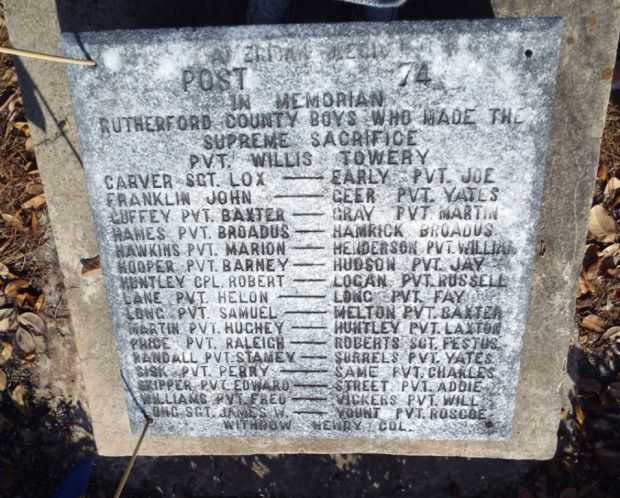 AMERICAN LEGION
POST 74
IN MEMORIAN
RUTHERFORD COUNTY BOYS WHO MADE THE
SUPREME SACRIFICE
PVT. WILLIS TOWERY
CARVER SGT. LOX — EARLY PVT. JOE
FRANKLIN JOHN — GEER PVT. YATES
GUFFEY PVT. BAXTER — GRAY PVT MARTIN
HAMES PVT. BROADUS — HAMRICK BROADUS
HAWKINS PVT. MARION — HENDERSON PVT. WILLIAM
HOOPER PVT. BARNEY — HUDSON PVT. JAY
HUNTLEY CPL. ROBERT — LOGAN PVT. RUSSELL
LANE PVT. HELON — LONG PVT. FAY
LONG PVT. SAMUEL — MELTON PVT. BAXTER
MARTIN PVT. HUGHEY — HUNTLEY PVT. LAXTON
PRICE PVT. RALEIGH — ROBERTS SGT. FESTUS
RANDALL PVT. STAMEY — SORRELS PVT. YATES
SISK PVT. PERRY — SAME PVT. CHARLES
SKIPPER PVT. EDWARD — STREET PVT. ADDIE
WILLIAMS PVT. FRED — VICKERS PVT. WILL
SGT. JAMES W. — YOUNT PVT. ROSCOE
WITHROW HENRY COL.